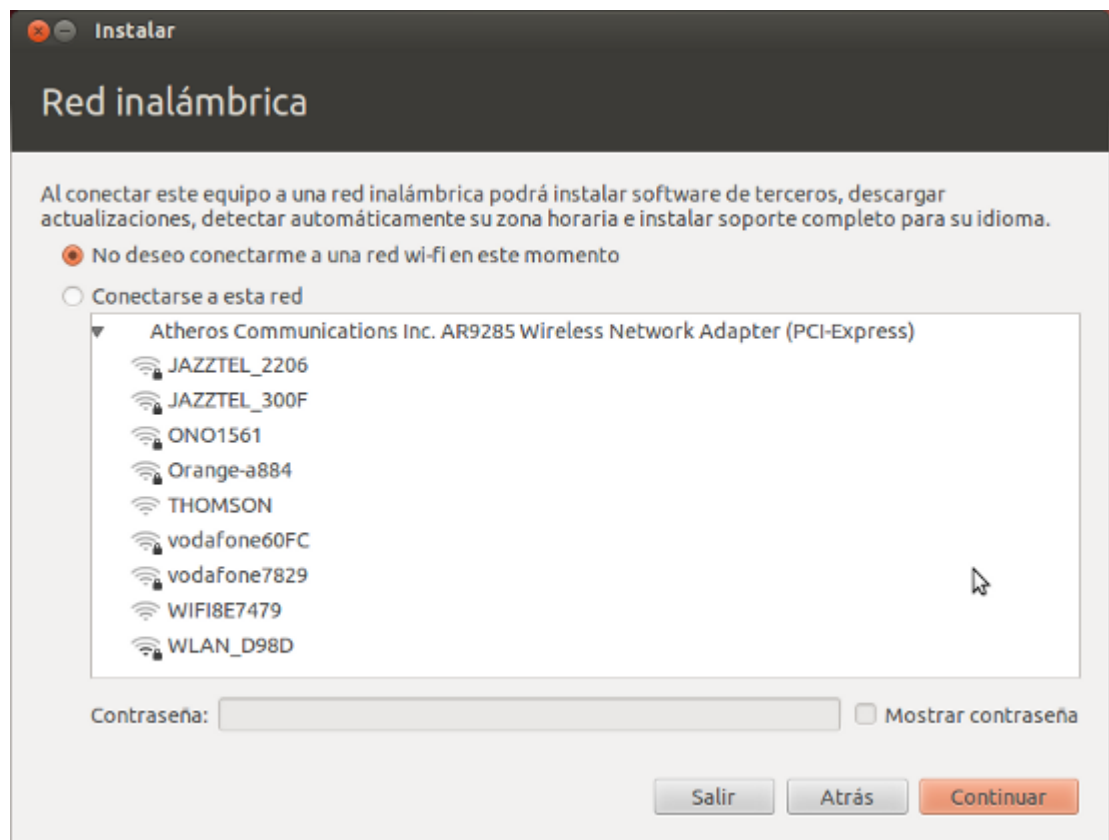 Instalar
Red inalámbrica
Al conectar este equipo a una red inalámbrica podrá instalar software de terceros, descargar
actualizaciones, detectar automáticamente su zona horaria e instalar soporte completo para su idioma.
No deseo conectarme a una red wi-fi en este momento
Conectarse a esta red
Atheros Communications Inc. AR9285 Wireless Network Adapter (PCI-Express)
JAZZTEL_2206
JAZZTEL_300F
ONO1561
Orange-a884
THOMSON
vodafone60FC
vodafone7829
WIFI8E7479
WLAN_D98D
Contraseña: Mostrar contraseña
Salir Atrás Continuar